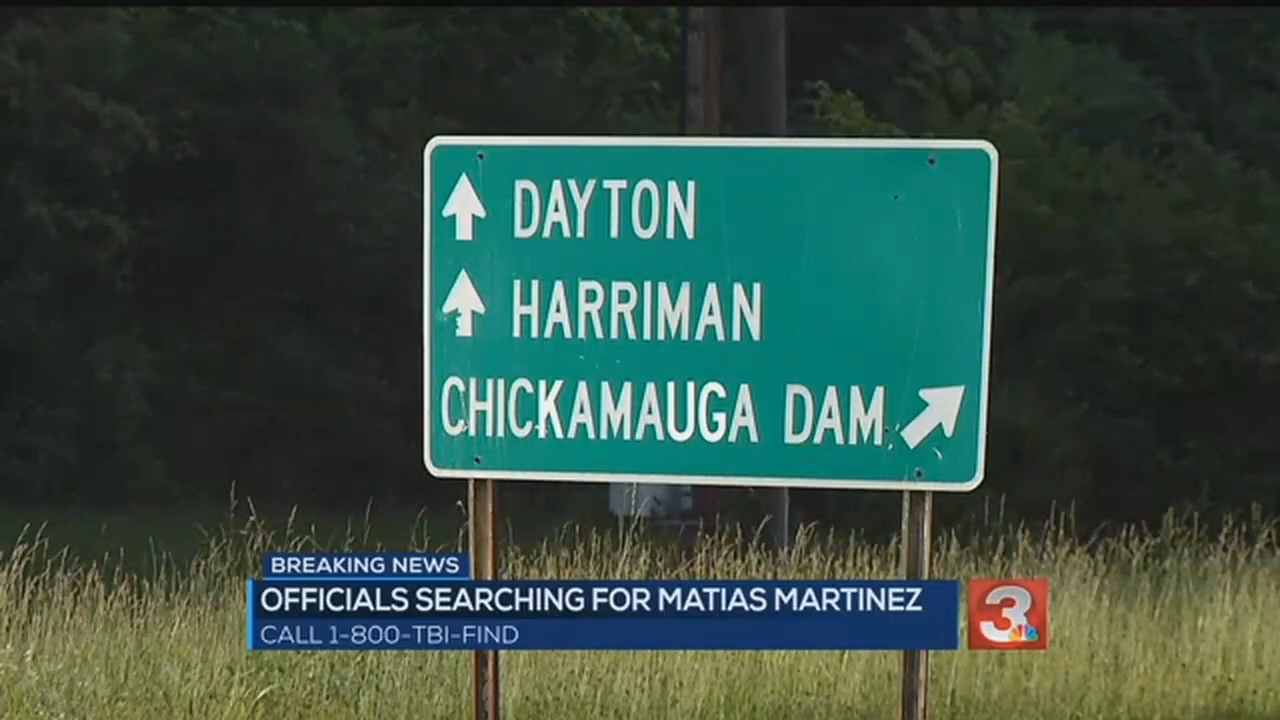 DAYTON
HARRIMAN
CHICKAMAUGA DAM
BREAKING NEWS
OFFICIALS SEARCHING FOR MATIAS MARTINEZ
CALL 1-800-TBI-FIND
3